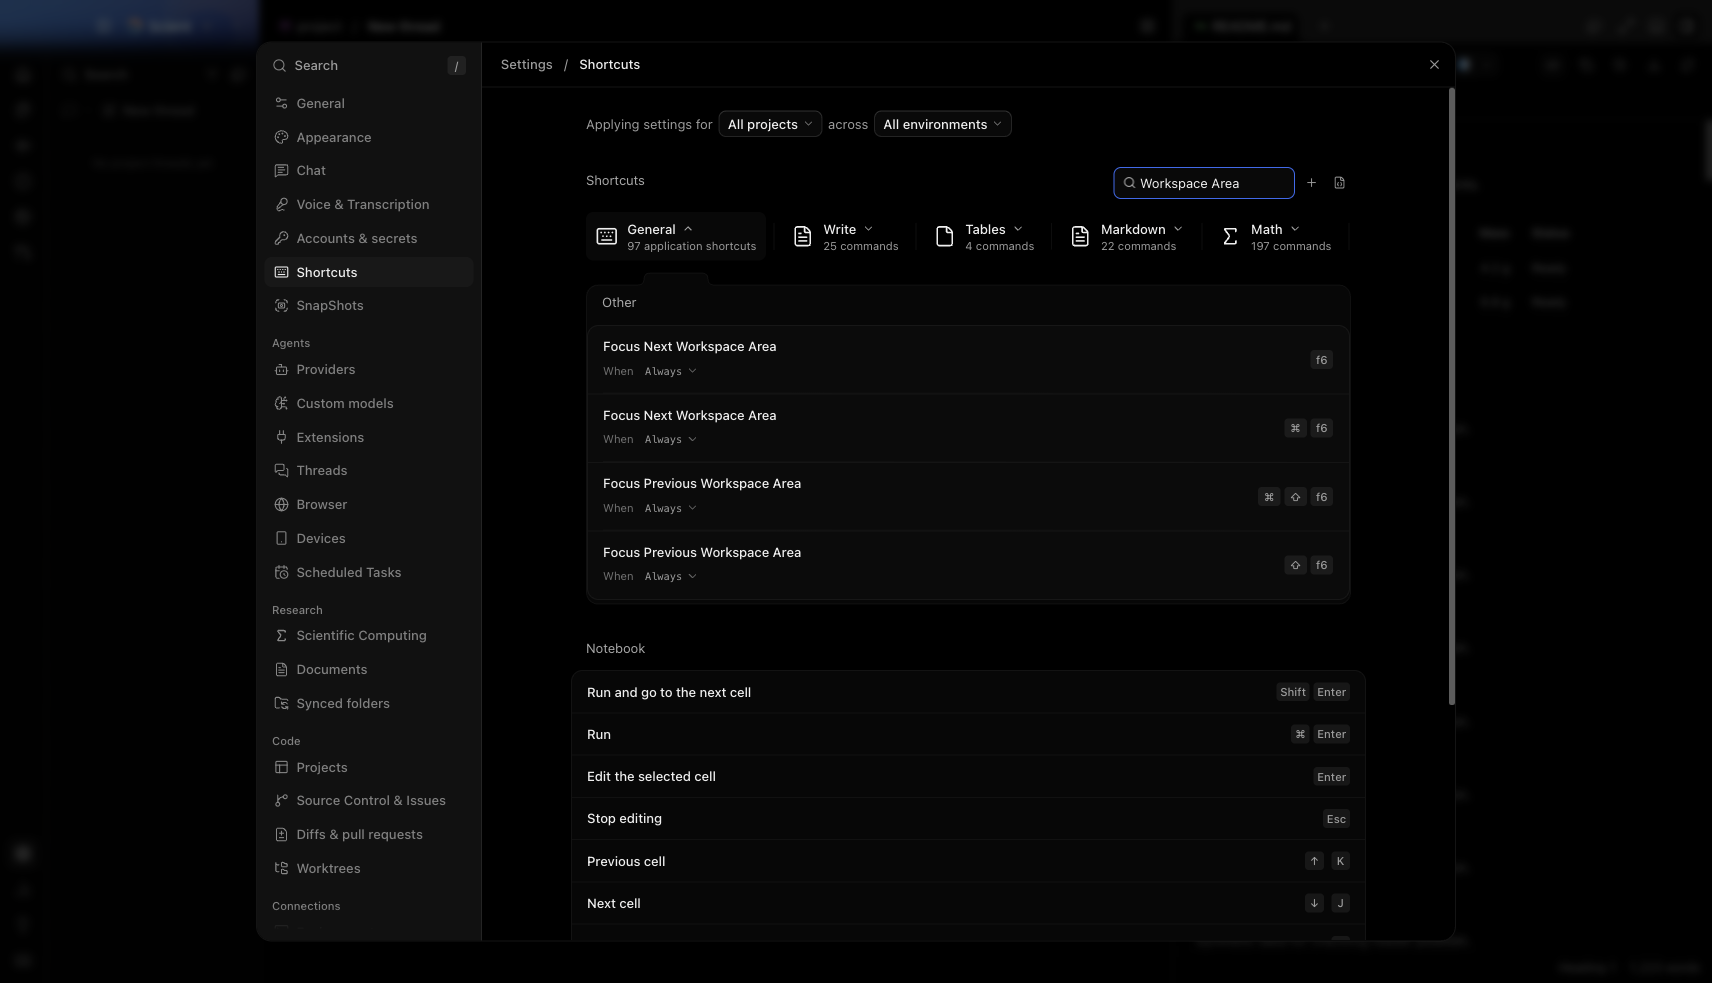 Search /
General
Appearance
Chat
Voice & Transcription
Accounts & secrets
Shortcuts
SnapShots
Agents
Providers
Custom models
Extensions
Threads
Browser
Devices
Scheduled Tasks
Research
Scientific Computing
Documents
Synced folders
Code
Projects
Source Control & Issues
Diffs & pull requests
Worktrees
Connections
Settings / Shortcuts
Applying settings for All projects across All environments
Shortcuts
Workspace Area
General
97 application shortcuts
Write
25 commands
Tables
4 commands
Markdown
22 commands
Math
197 commands
Other
Focus Next Workspace Area
When Always
f6
Focus Next Workspace Area
When Always
⌘ f6
Focus Previous Workspace Area
When Always
⌘ ⇧ f6
Focus Previous Workspace Area
When Always
⇧ f6
Notebook
Run and go to the next cell Shift Enter
Run ⌘ Enter
Edit the selected cell Enter
Stop editing Esc
Previous cell ↑ K
Next cell ↓ J